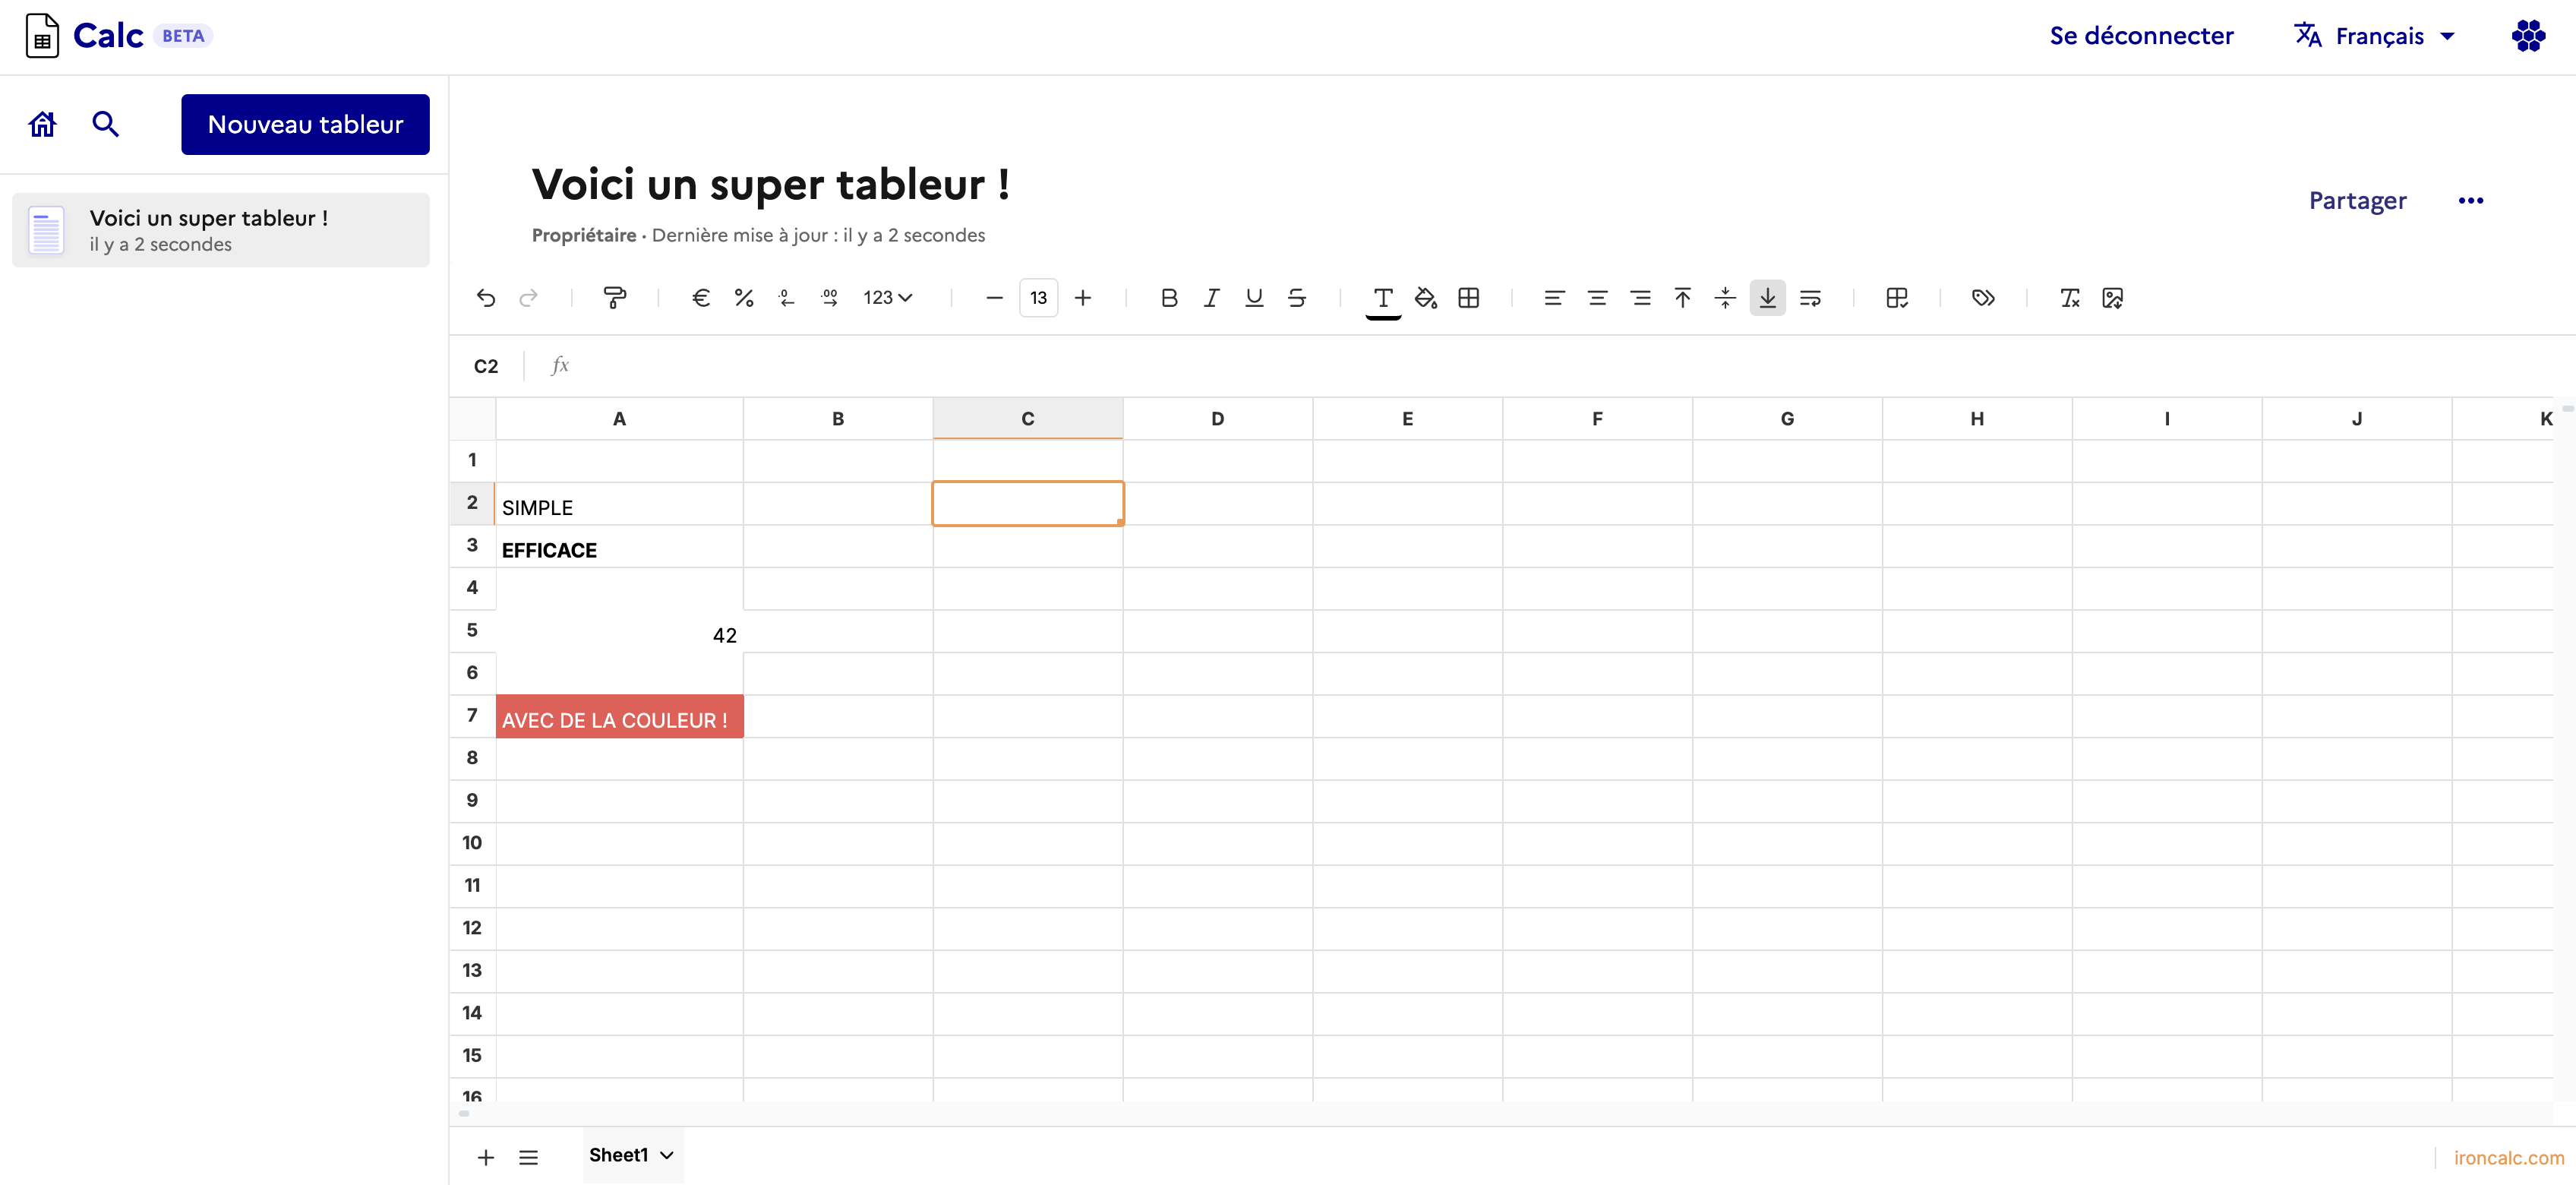 Calc BETA
Se déconnecter
Français
Nouveau tableur
Voici un super tableur !
il y a 2 secondes
Voici un super tableur !
Propriétaire · Dernière mise à jour : il y a 2 secondes
Partager
€ % .0 .00 123 13 B I U S T
C2 fx
A B C D E F G H I J K
1
2 SIMPLE
3 EFFICACE
4
5 42
6
7 AVEC DE LA COULEUR !
8
9
10
11
12
13
14
15
16
Sheet1
ironcalc.com